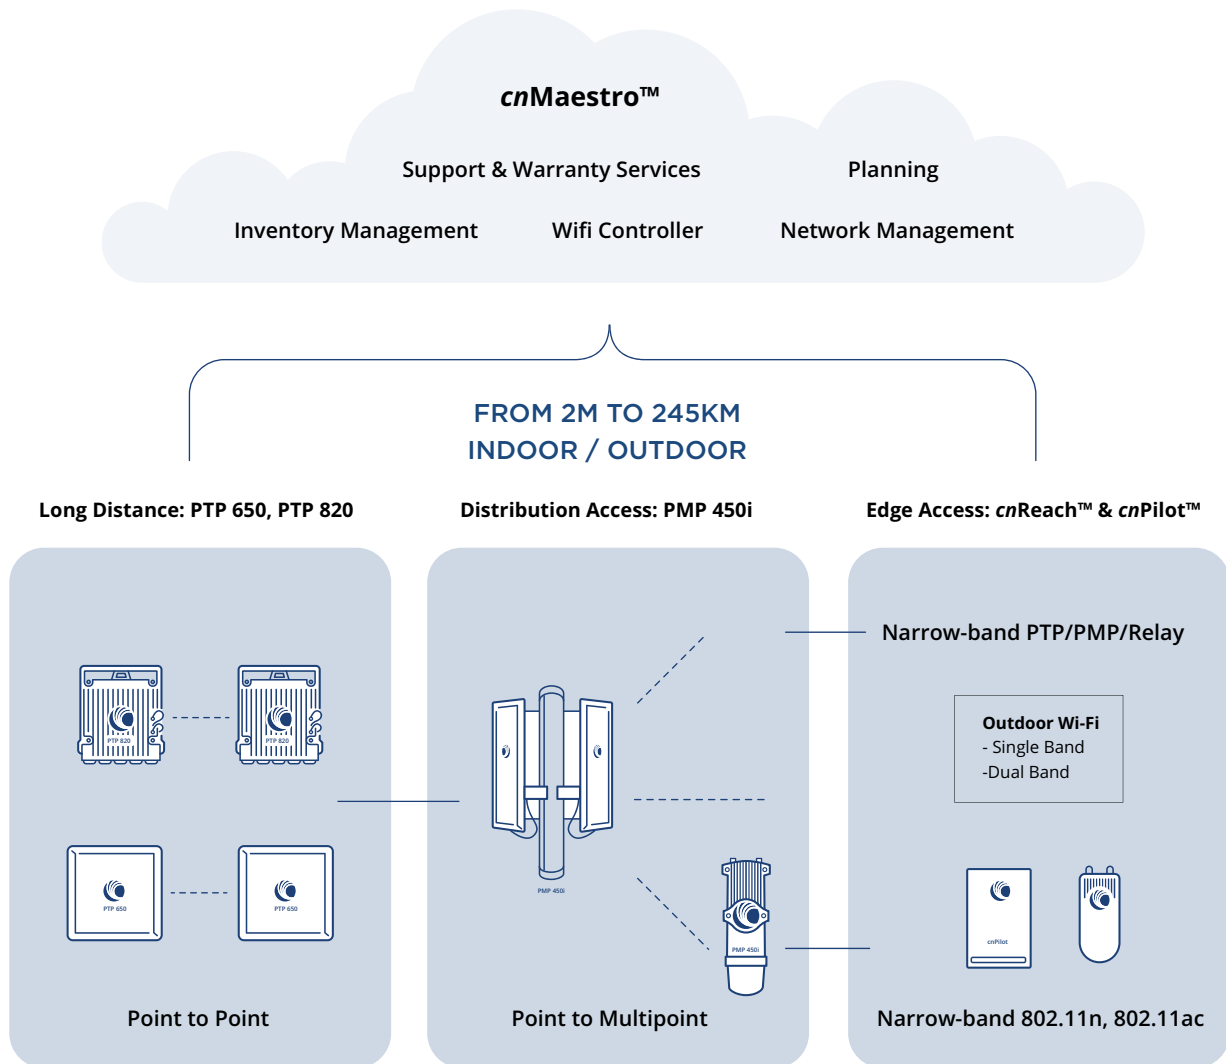 cnMaestro™
Support & Warranty Services
Planning
Inventory Management
Wifi Controller
Network Management
FROM 2M TO 245KM
INDOOR / OUTDOOR
Long Distance: PTP 650, PTP 820
Distribution Access: PMP 450i
Edge Access: cnReach™ & cnPilot™
Narrow-band PTP/PMP/Relay
Outdoor Wi-Fi
- Single Band
-Dual Band
PTP 820
PTP 820
PTP 650
PTP 650
PMP 450i
PMP 450i
cnPilot
Point to Point
Point to Multipoint
Narrow-band 802.11n, 802.11ac